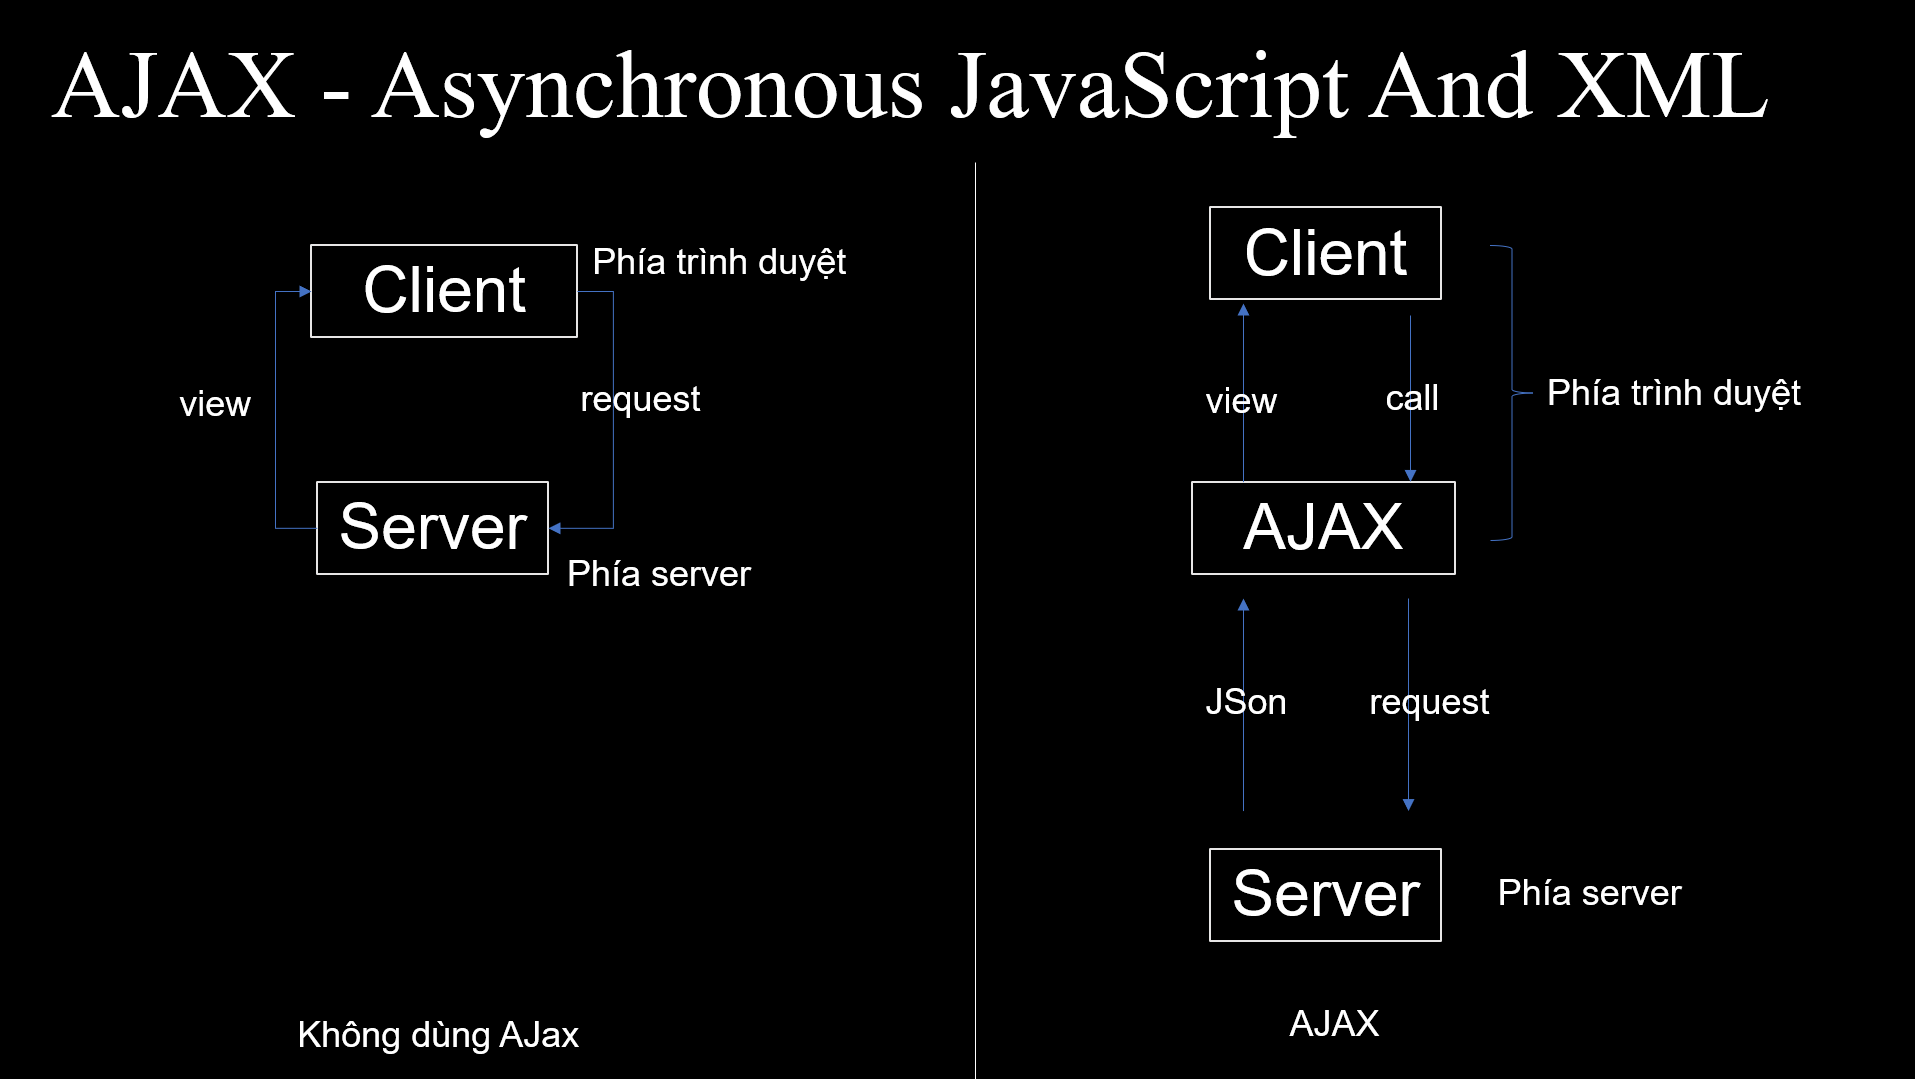 AJAX - Asynchronous JavaScript And XML
Client
Phía trình duyệt
view
request
Server
Phía server
Không dùng AJax
Client
view
call
Phía trình duyệt
AJAX
JSon
request
Server
Phía server
AJAX